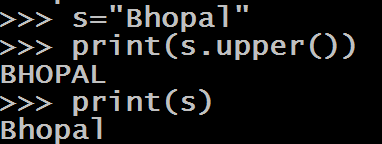 >>> s="Bhopal"
>>> print(s.upper())
BHOPAL
>>> print(s)
Bhopal